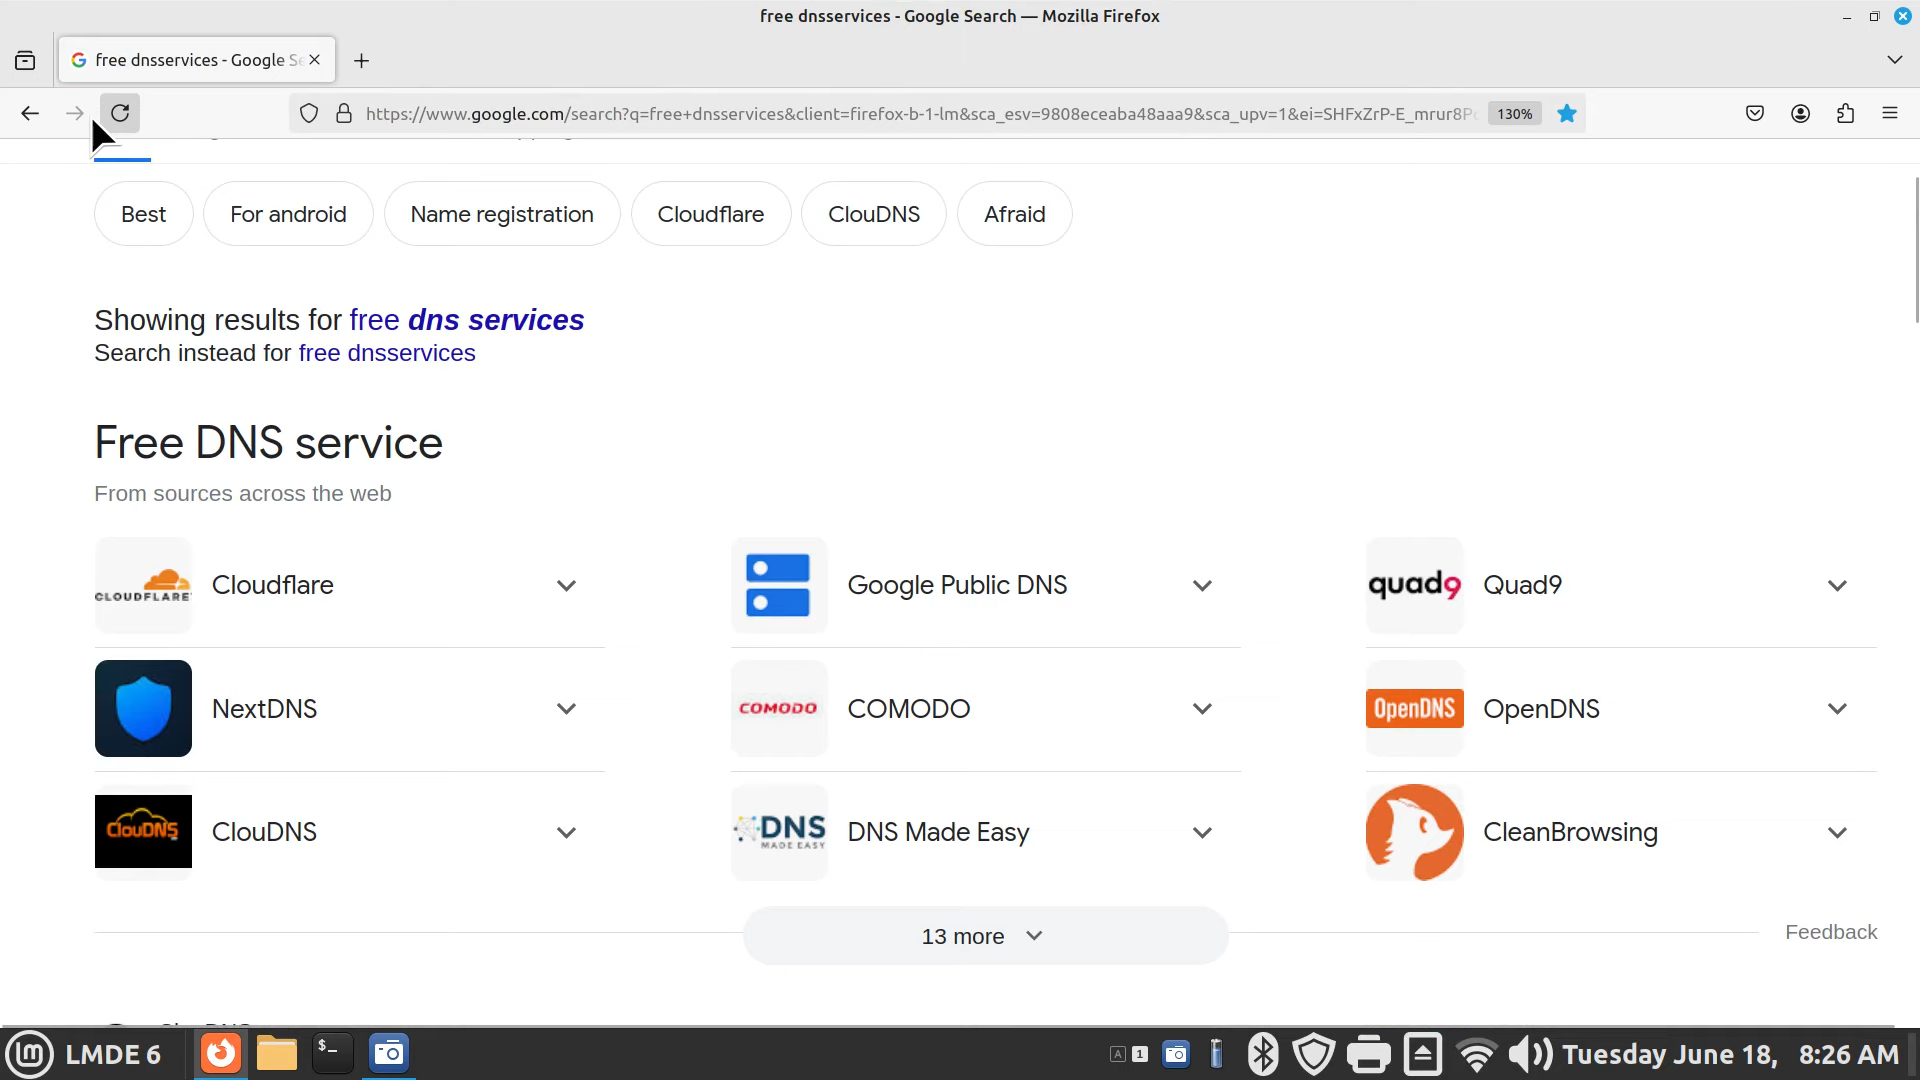 free dnsservices - Google Search — Mozilla Firefox
free dnsservices - Google Se
https://www.google.com/search?q=free+dnsservices&client=firefox-b-1-lm&sca_esv=9808eceaba48aaa9&sca_upv=1&ei=SHFxZrP-E_mrur8P
130%
Best
For android
Name registration
Cloudflare
ClouDNS
Afraid
Showing results for free dns services
Search instead for free dnsservices
Free DNS service
From sources across the web
CLOUDFLARE
Cloudflare
Google Public DNS
quad9
Quad9
NextDNS
COMODO
COMODO
OpenDNS
OpenDNS
ClouDNS
ClouDNS
DNS
MADE EASY
DNS Made Easy
CleanBrowsing
13 more
Feedback
LMDE 6
$_
A
1
Tuesday June 18, 8:26 AM